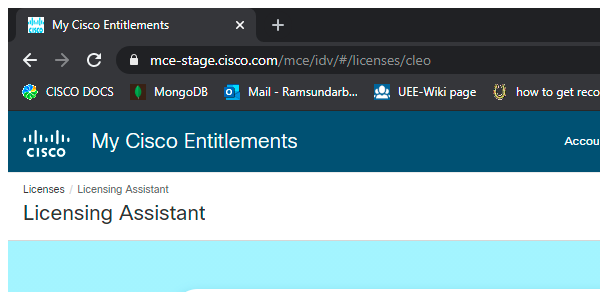 My Cisco Entitlements
mce-stage.cisco.com/mce/idv/#/licenses/cleo
CISCO DOCS MongoDB Mail - Ramsundarb... UEE-Wiki page how to get reco
CISCO My Cisco Entitlements Accou
Licenses / Licensing Assistant
Licensing Assistant